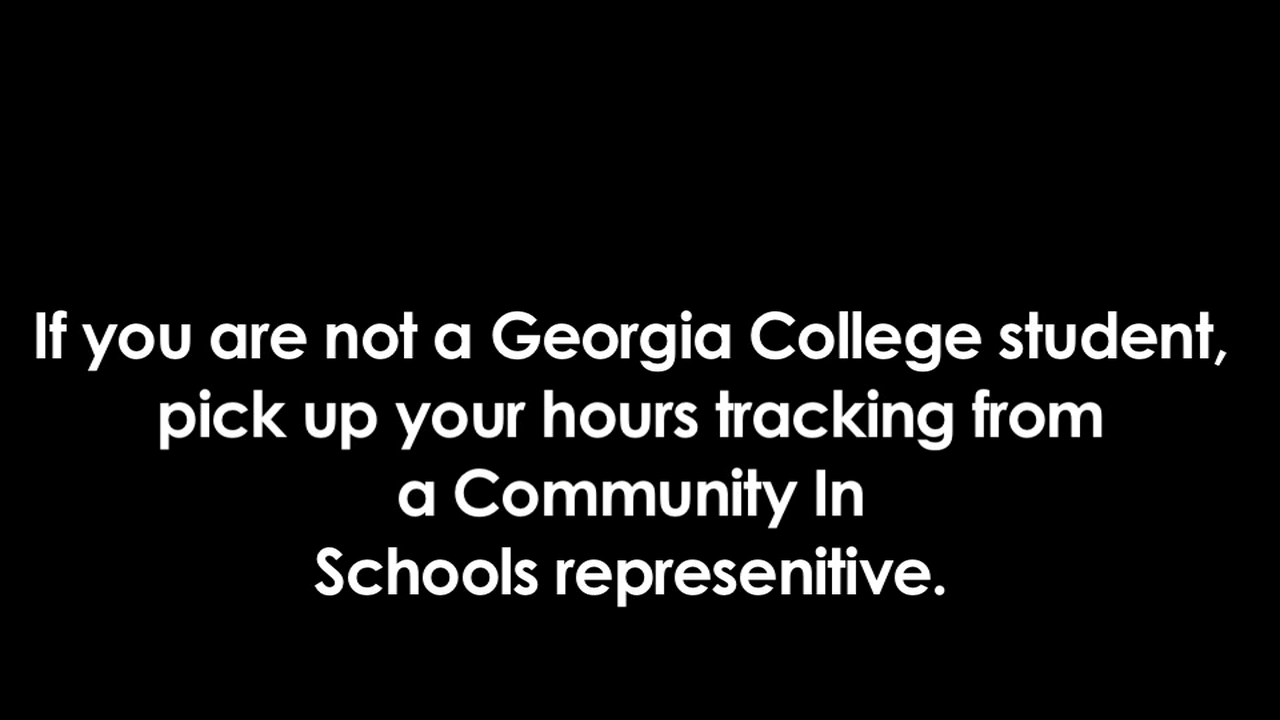 If you are not a Georgia College student,
pick up your hours tracking from
a Community In
Schools represenitive.